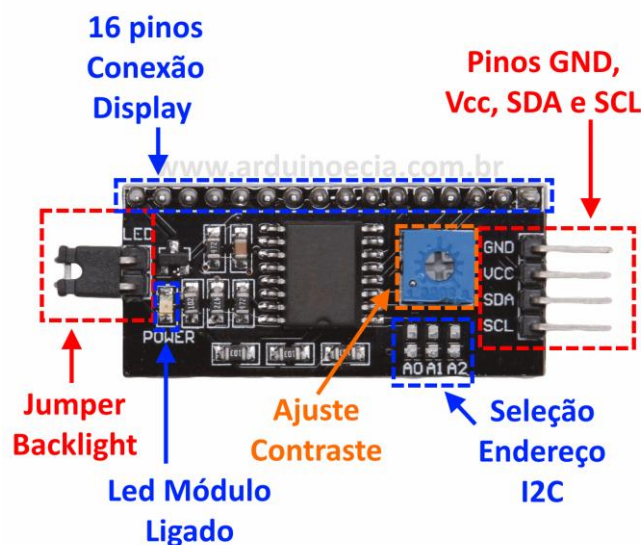 16 pinos
Conexão
Display
Pinos GND,
Vcc, SDA e SCL
www.arduinoecia.com.br
LED
GND
VCC
SDA
SCL
POWER
A0 A1 A2
Jumper
Backlight
Led Módulo
Ligado
Ajuste
Contraste
Seleção
Endereço
I2C